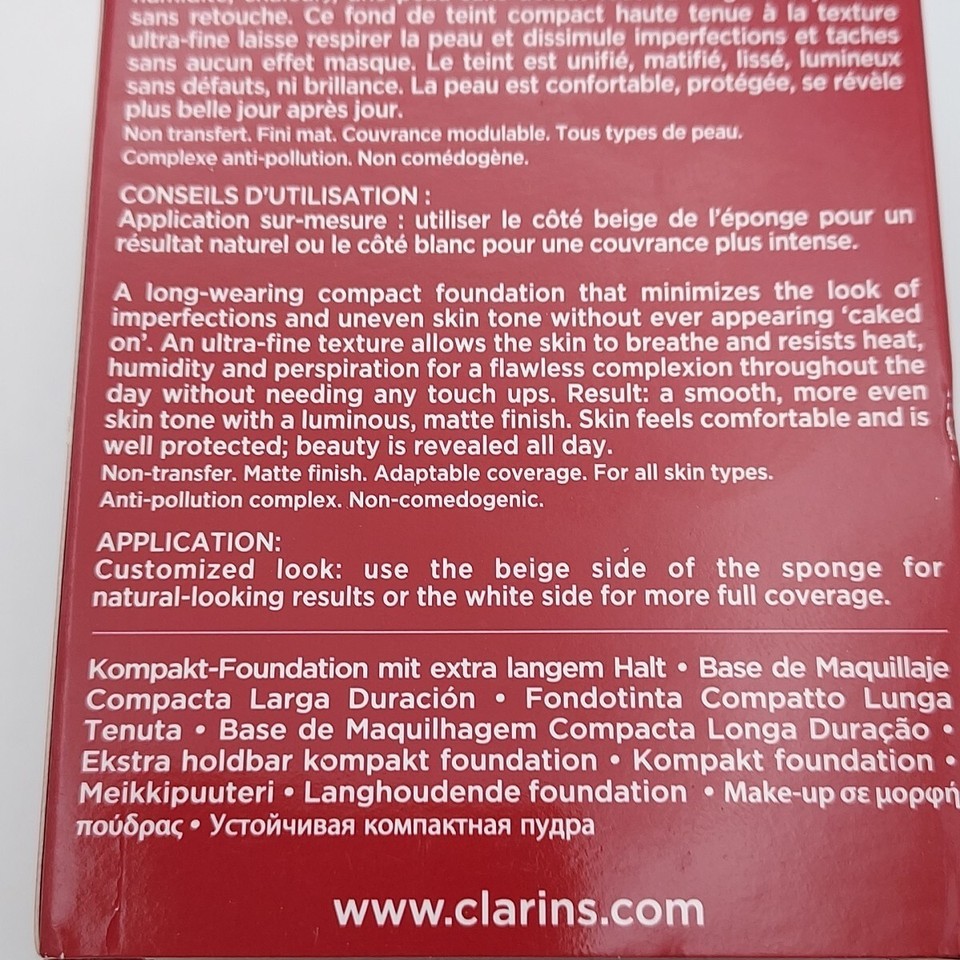 sans retouche. Ce fond de teint compact haute tenue à la texture
ultra-fine laisse respirer la peau et dissimule imperfections et taches
sans aucun effet masque. Le teint est unifié, matifié, lissé, lumineux
sans défauts, ni brillance. La peau est confortable, protégée, se révèle
plus belle jour après jour.
Non transfert. Fini mat. Couvrance modulable. Tous types de peau.
Complexe anti-pollution. Non comédogène.
CONSEILS D'UTILISATION :
Application sur-mesure : utiliser le côté beige de l'éponge pour un
résultat naturel ou le côté blanc pour une couvrance plus intense.
A long-wearing compact foundation that minimizes the look of
imperfections and uneven skin tone without ever appearing 'caked
on'. An ultra-fine texture allows the skin to breathe and resists heat,
humidity and perspiration for a flawless complexion throughout the
day without needing any touch ups. Result: a smooth, more even
skin tone with a luminous, matte finish. Skin feels comfortable and is
well protected; beauty is revealed all day.
Non-transfer. Matte finish. Adaptable coverage. For all skin types.
Anti-pollution complex. Non-comedogenic.
APPLICATION:
Customized look: use the beige side of the sponge for
natural-looking results or the white side for more full coverage.
Kompakt-Foundation mit extra langem Halt • Base de Maquillaje
Compacta Larga Duración • Fondotinta Compatto Lunga
Tenuta • Base de Maquilhagem Compacta Longa Duração •
Ekstra holdbar kompakt foundation • Kompakt foundation •
Meikkipuuteri • Langhoudende foundation • Make-up σε μορφή
πούδρας • Устойчивая компактная пудра
www.clarins.com